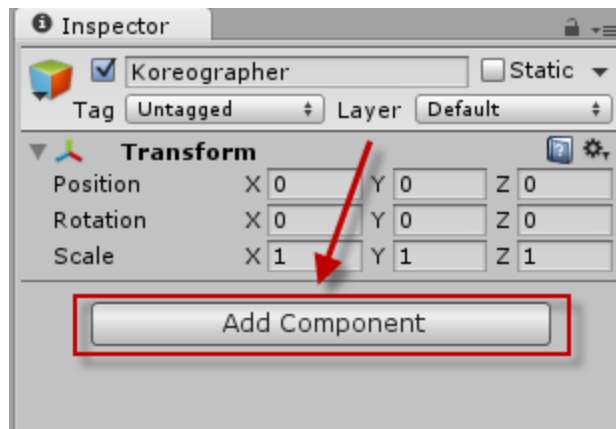 Inspector
Koreographer Static
Tag Untagged Layer Default
Transform
Position X 0 Y 0 Z 0
Rotation X 0 Y 0 Z 0
Scale X 1 Y 1 Z 1
Add Component